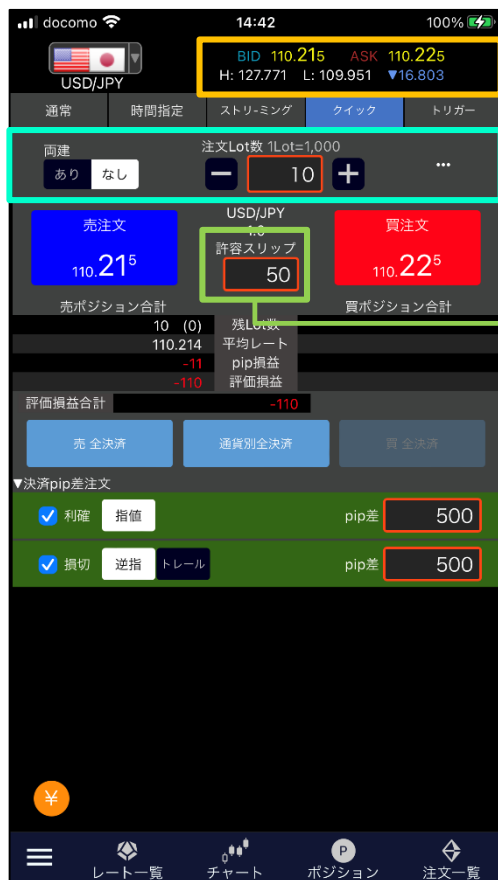 docomo 14:42 100%
BID 110.215 ASK 110.225
USD/JPY H: 127.771 L: 109.951 ▼16.803
通常 時間指定 ストリーミング クイック トリガー
両建 注文Lot数 1Lot=1,000
あり なし − 10 + ...
売注文 USD/JPY 買注文
1.0
許容スリップ
110.215 50 110.225
売ポジション合計 買ポジション合計
10 (0) 残Lot数
110.214 平均レート
-11 pip損益
-110 評価損益
評価損益合計 -110
売 全決済 通貨別全決済 買 全決済
▼決済pip差注文
利確 指値 pip差 500
損切 逆指 トレール pip差 500
¥
P
レート一覧 チャート ポジション 注文一覧